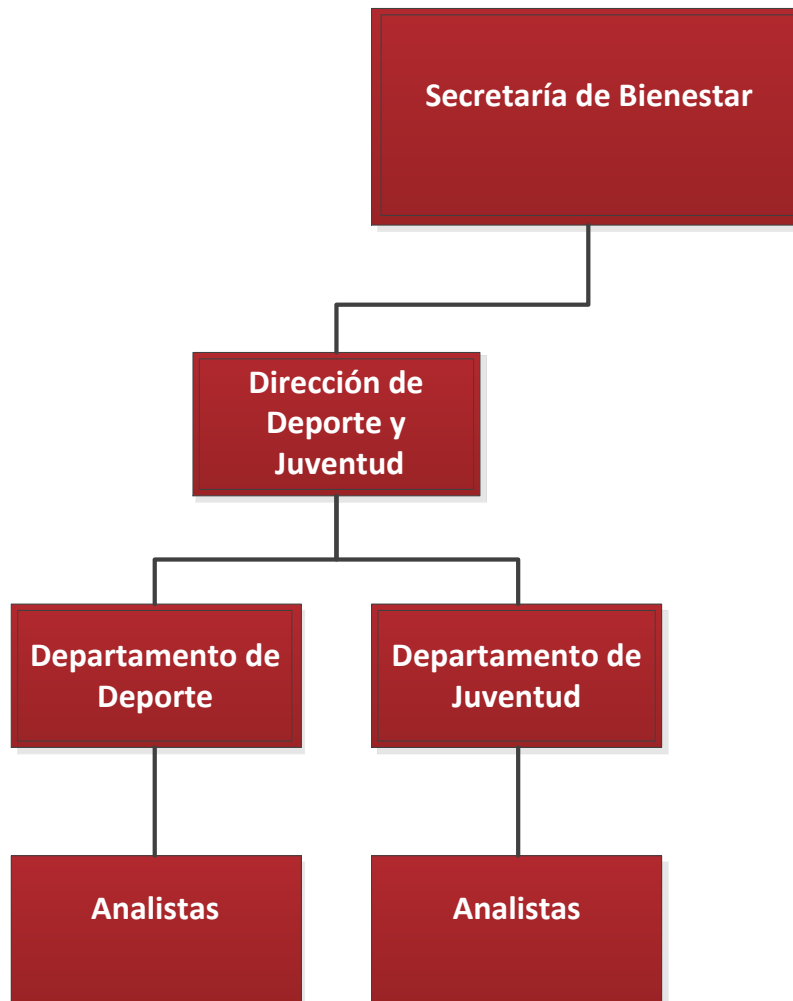 Secretaría de Bienestar
Dirección de
Deporte y
Juventud
Departamento de
Deporte
Departamento de
Juventud
Analistas
Analistas